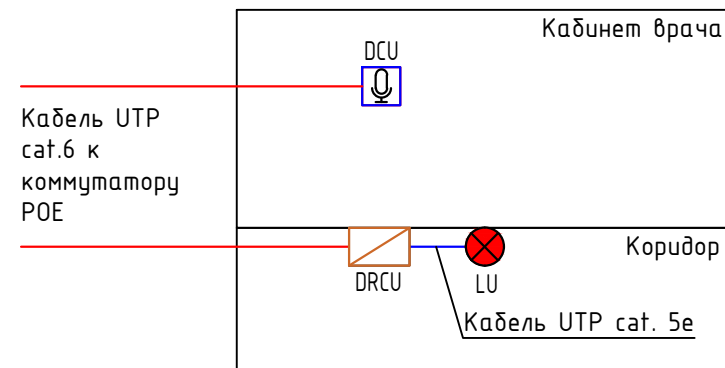 Кабинет врача
DCU
Кабель UTP
cat.6 к
коммутатору
POE
Коридор
DRCU
LU
Кабель UTP cat. 5e